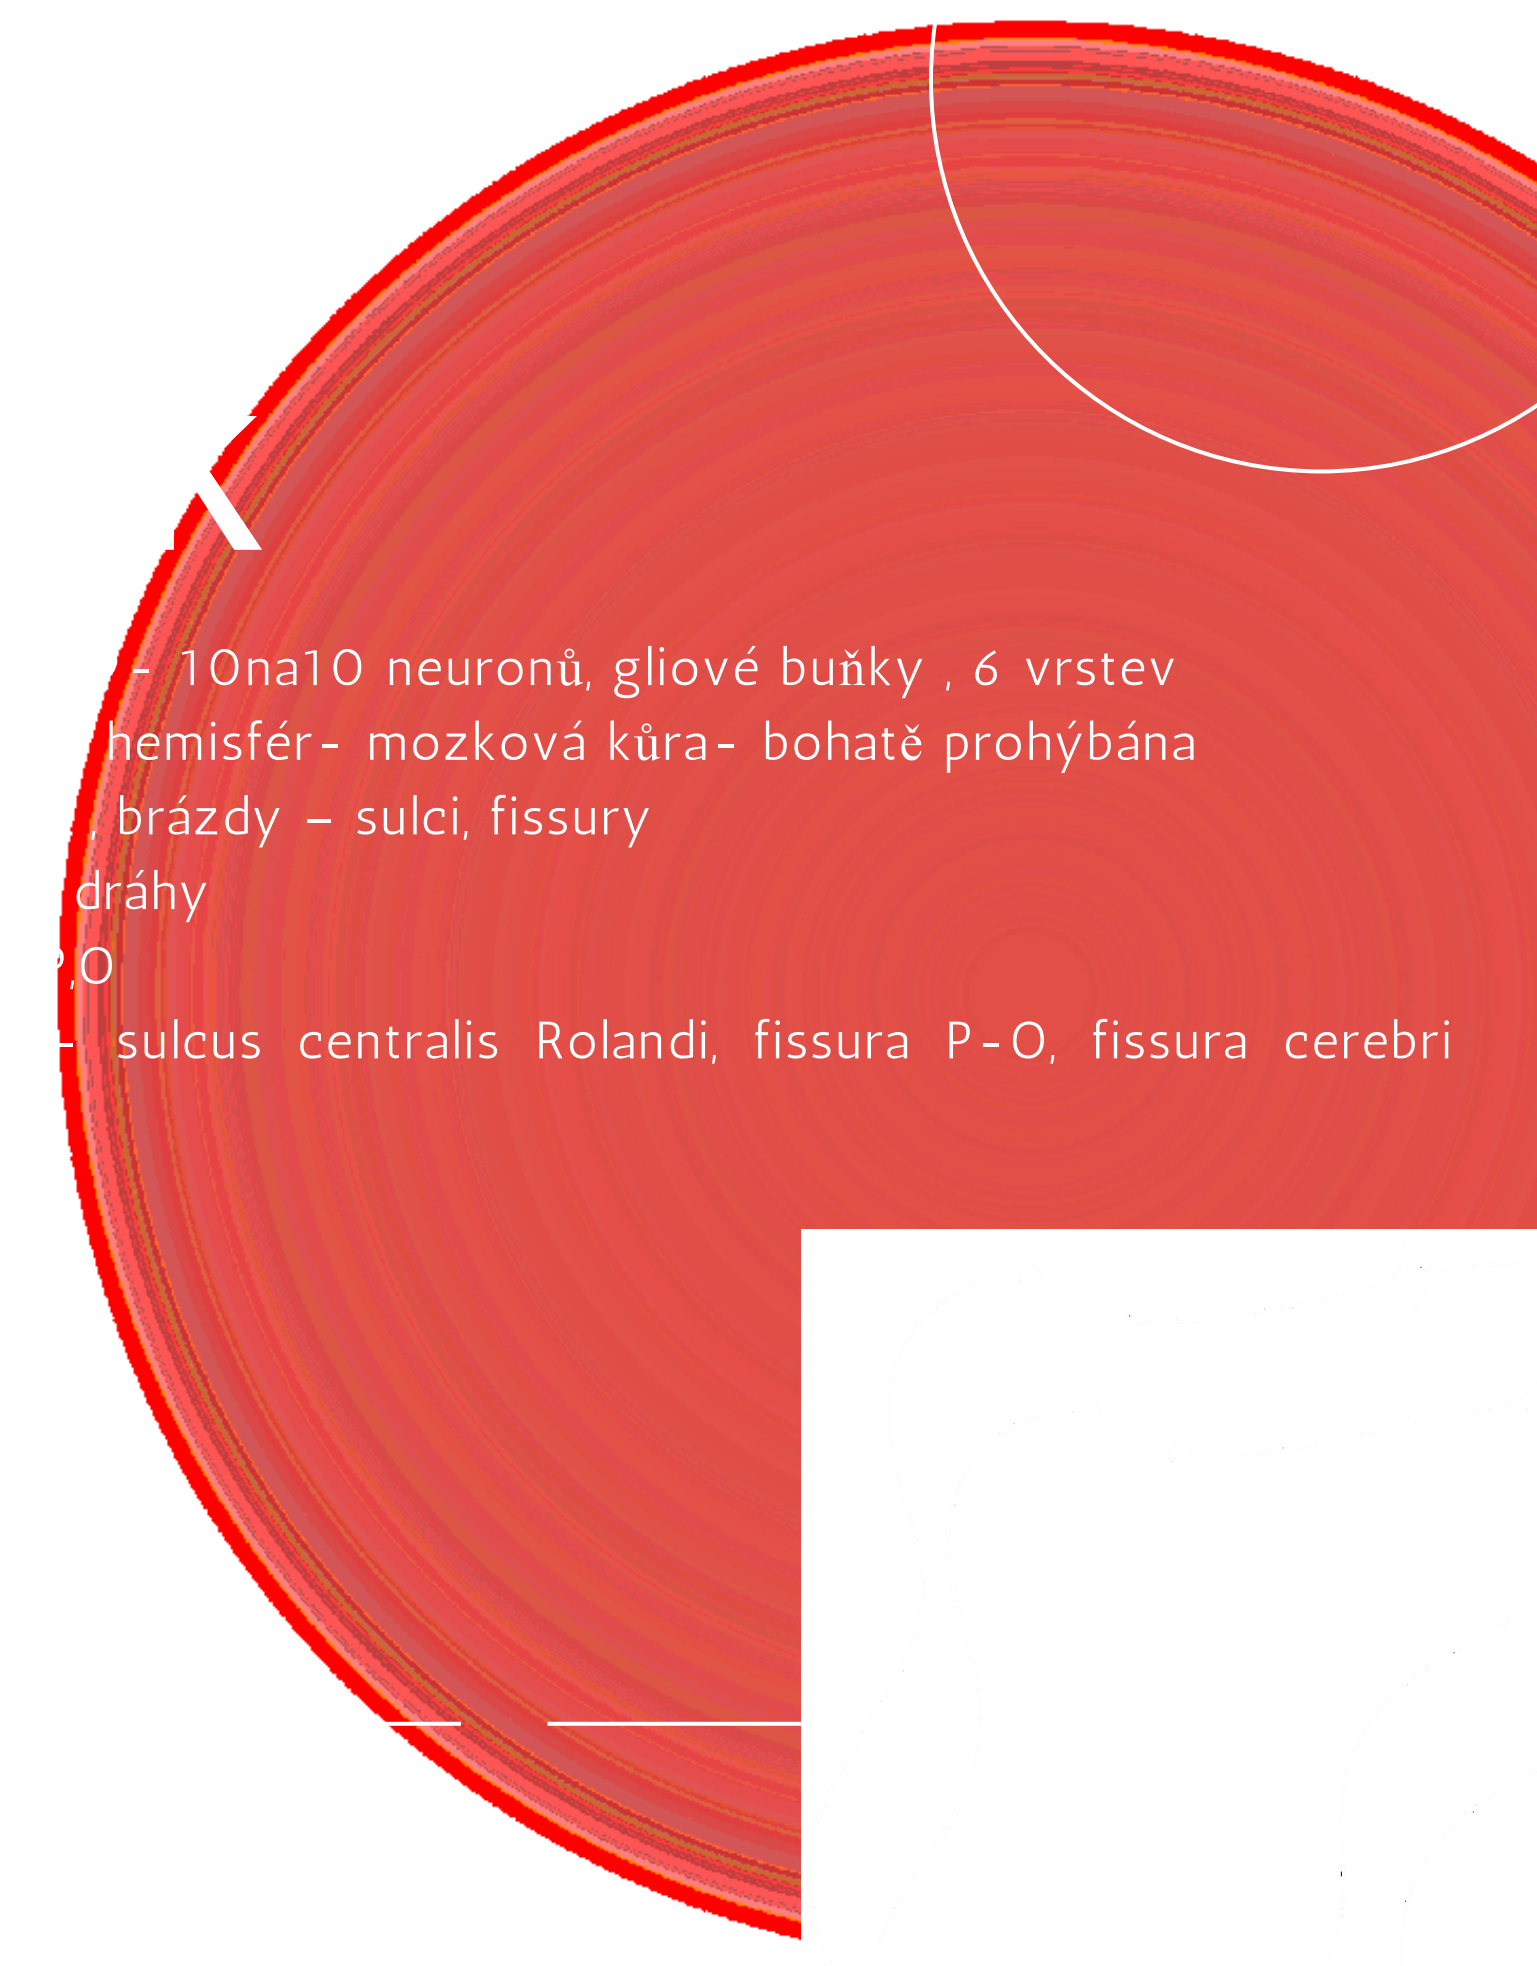 - 10na10 neuronů, gliové buňky , 6 vrstev
hemisfér- mozková kůra- bohatě prohýbána
, brázdy – sulci, fissury
dráhy
,O
- sulcus centralis Rolandi, fissura P-O, fissura cerebri